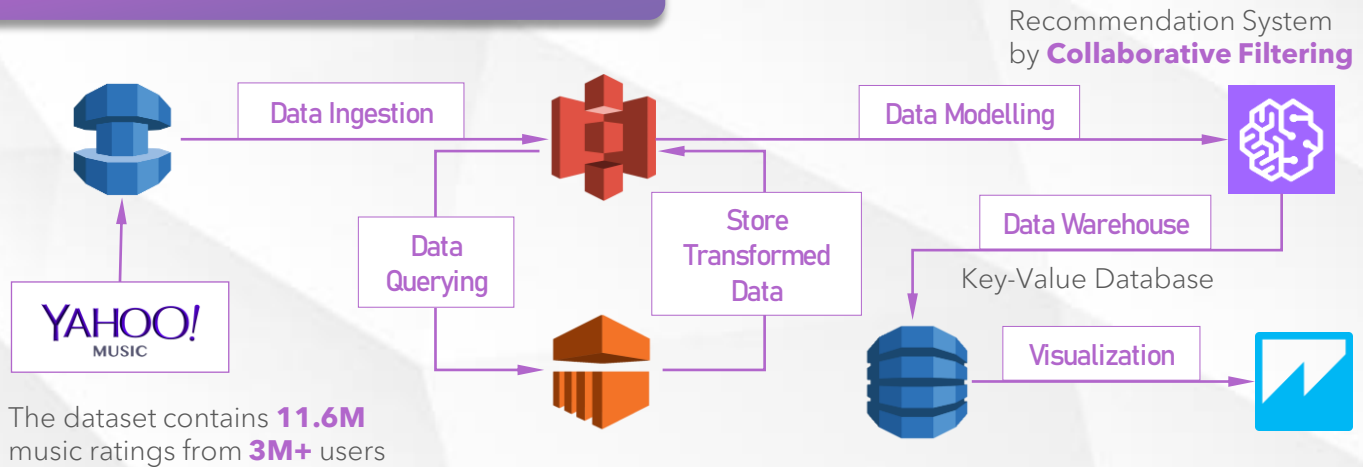 Recommendation System
by Collaborative Filtering
Data Ingestion
Data Modelling
Data
Querying
Store
Transformed
Data
Data Warehouse
Key-Value Database
YAHOO!
MUSIC
Visualization
The dataset contains 11.6M
music ratings from 3M+ users